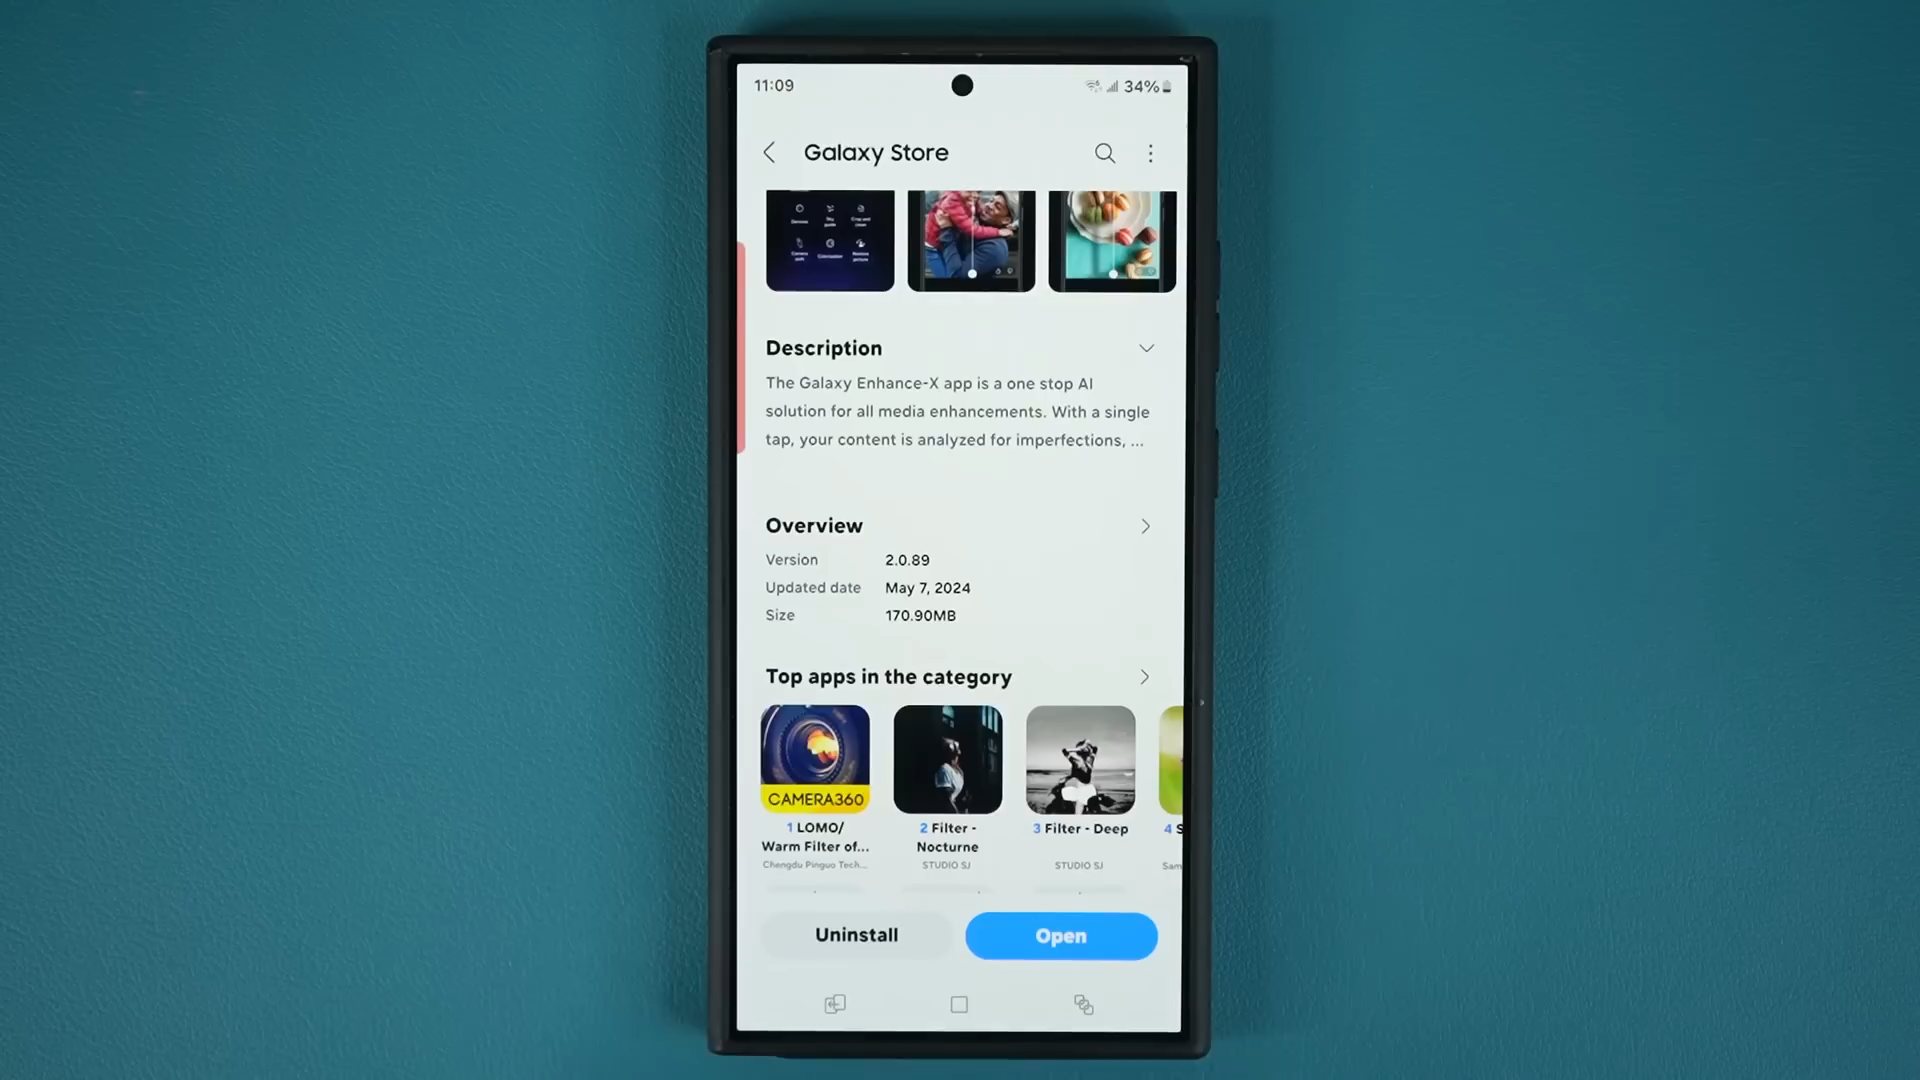 11:09
34%
Galaxy Store
Description
The Galaxy Enhance-X app is a one stop AI
solution for all media enhancements. With a single
tap, your content is analyzed for imperfections, ...
Overview
Version 2.0.89
Updated date May 7, 2024
Size 170.90MB
Top apps in the category
CAMERA360
1 LOMO/
Warm Filter of...
Chengdu Pinguo Tech...
2 Filter -
Nocturne
STUDIO SJ
3 Filter - Deep
STUDIO SJ
4 S
Sam
Uninstall
Open